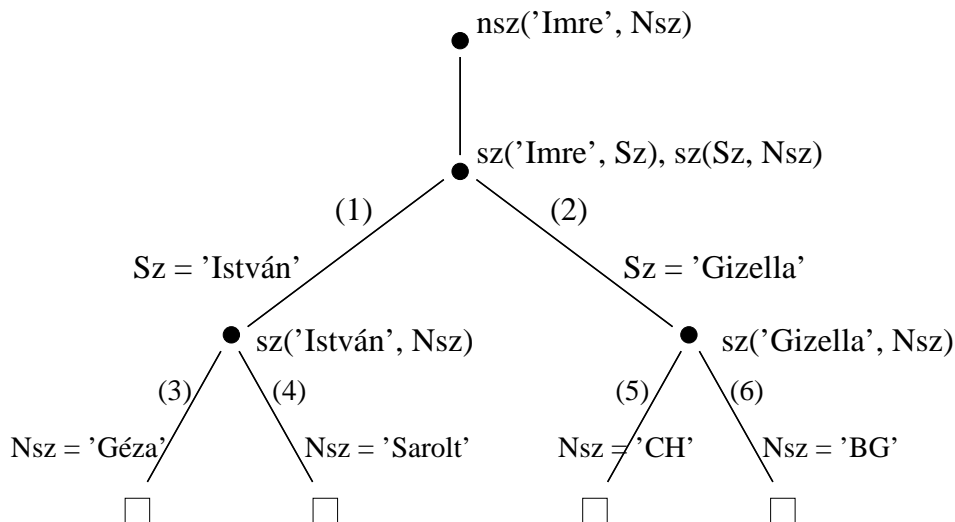 nsz(’Imre’, Nsz)
sz(’Imre’, Sz), sz(Sz, Nsz)
(1)
(2)
Sz = ’István’
Sz = ’Gizella’
sz(’István’, Nsz)
sz(’Gizella’, Nsz)
(3)
(4)
(5)
(6)
Nsz = ’Géza’
Nsz = ’Sarolt’
Nsz = ’CH’
Nsz = ’BG’